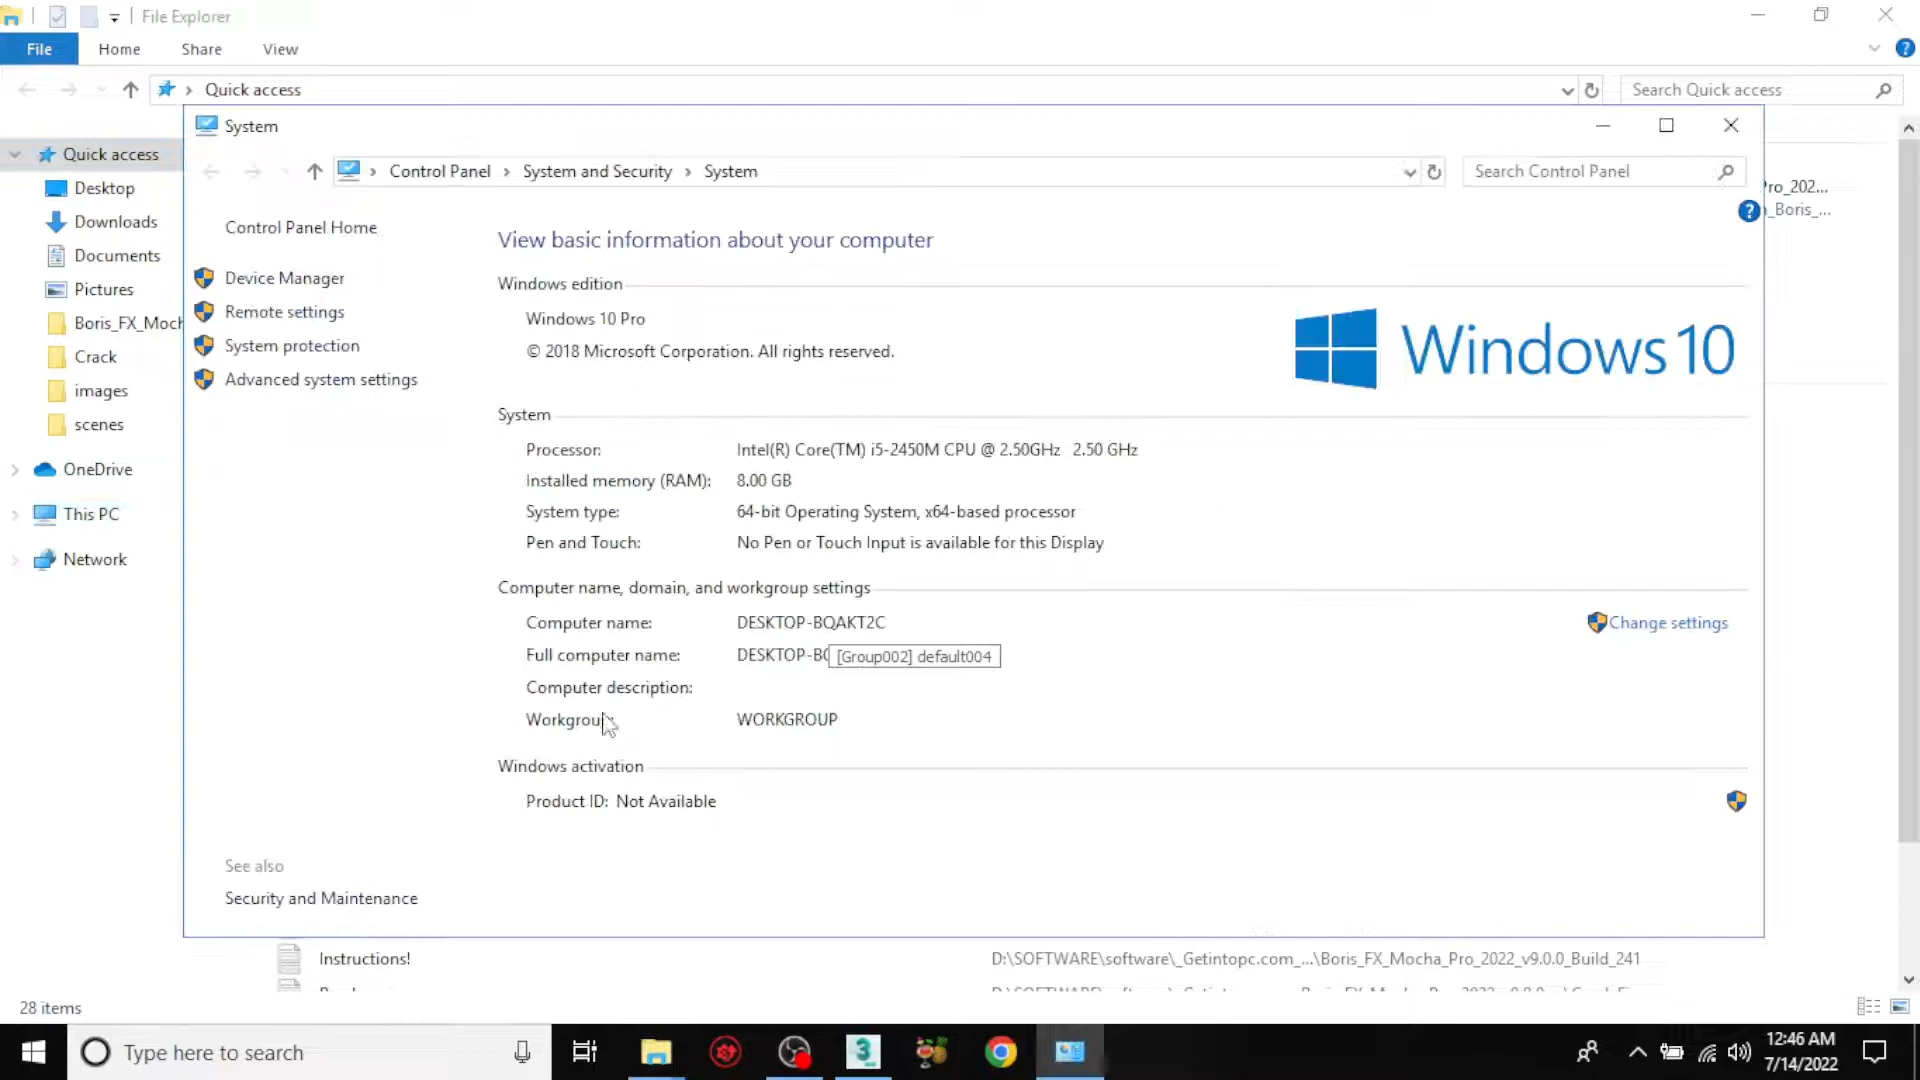 File Explorer
File Home Share View
Quick access
Search Quick access
System
Control Panel System and Security System
Search Control Panel
Quick access
Desktop
Downloads
Documents
Pictures
Boris_FX_Moch
Crack
images
scenes
OneDrive
This PC
Network
Control Panel Home
Device Manager
Remote settings
System protection
Advanced system settings
See also
Security and Maintenance
View basic information about your computer
Windows edition
Windows 10 Pro
© 2018 Microsoft Corporation. All rights reserved.
Windows 10
System
Processor: Intel(R) Core(TM) i5-2450M CPU @ 2.50GHz 2.50 GHz
Installed memory (RAM): 8.00 GB
System type: 64-bit Operating System, x64-based processor
Pen and Touch: No Pen or Touch Input is available for this Display
Computer name, domain, and workgroup settings
Computer name: DESKTOP-BQAKT2C
Change settings
Full computer name: DESKTOP-BQ
[Group002] default004
Computer description:
Workgroup: WORKGROUP
Windows activation
Product ID: Not Available
ro_202...
_Boris_...
Instructions! D:\SOFTWARE\software\_Getintopc.com_...\Boris_FX_Mocha_Pro_2022_v9.0.0_Build_241
28 items
Type here to search
12:46 AM
7/14/2022